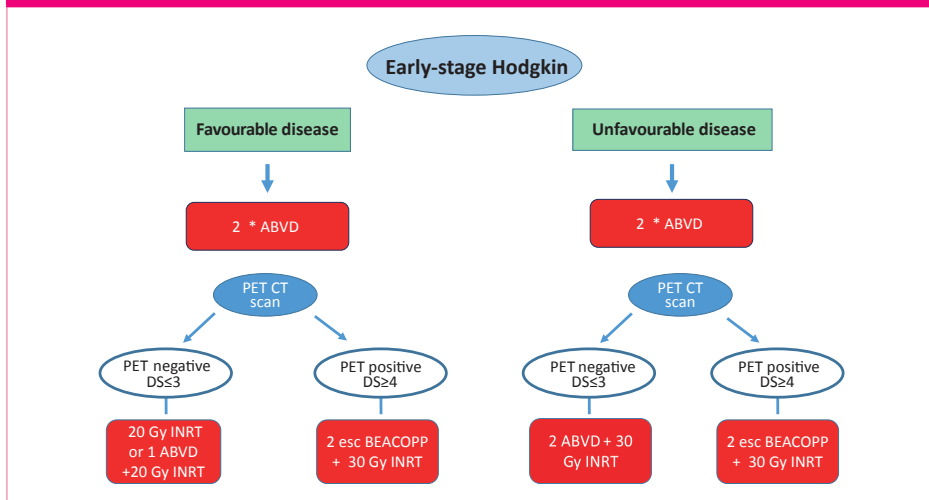 Early-stage Hodgkin
Favourable disease
Unfavourable disease
2 * ABVD
2 * ABVD
PET CT
scan
PET CT
scan
PET negative
DS≤3
PET positive
DS≥4
PET negative
DS≤3
PET positive
DS≥4
20 Gy INRT
or 1 ABVD
+20 Gy INRT
2 esc BEACOPP
+ 30 Gy INRT
2 ABVD + 30
Gy INRT
2 esc BEACOPP
+ 30 Gy INRT